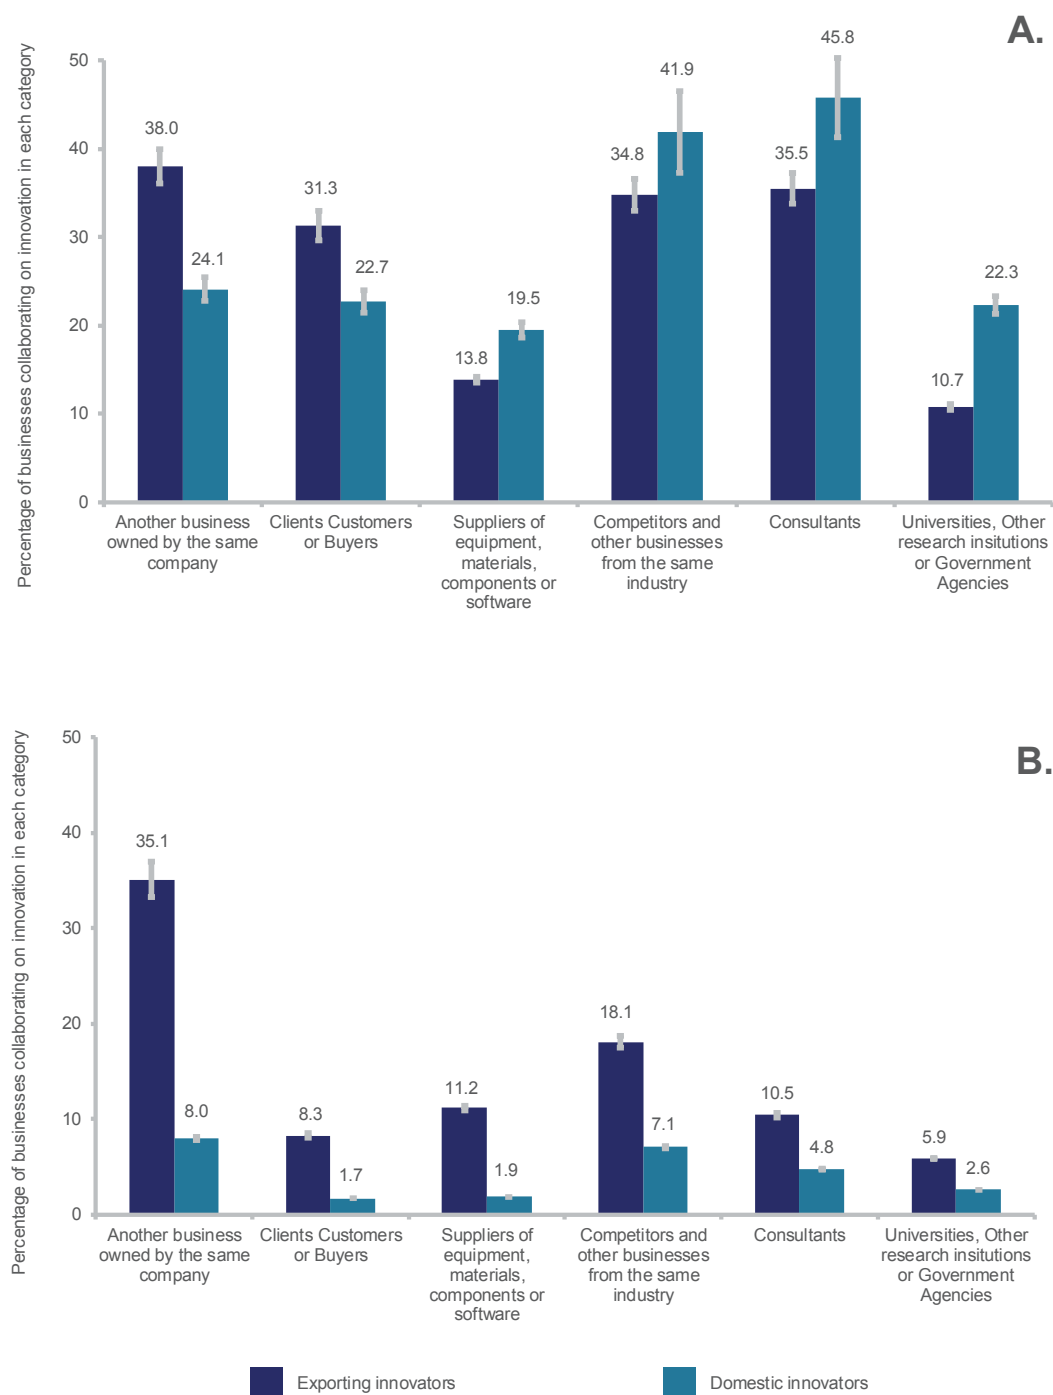 A.
Percentage of businesses collaborating on innovation in each category
50
40
30
20
10
0
38.0
24.1
31.3
22.7
13.8
19.5
34.8
41.9
35.5
45.8
10.7
22.3
Another business
owned by the same
company
Clients Customers
or Buyers
Suppliers of
equipment,
materials,
components or
software
Competitors and
other businesses
from the same
industry
Consultants
Universities, Other
research insitutions
or Government
Agencies
B.
Percentage of businesses collaborating on innovation in each category
50
40
30
20
10
0
35.1
8.0
8.3
1.7
11.2
1.9
18.1
7.1
10.5
4.8
5.9
2.6
Another business
owned by the same
company
Clients Customers
or Buyers
Suppliers of
equipment,
materials,
components or
software
Competitors and
other businesses
from the same
industry
Consultants
Universities, Other
research insitutions
or Government
Agencies
Exporting innovators
Domestic innovators